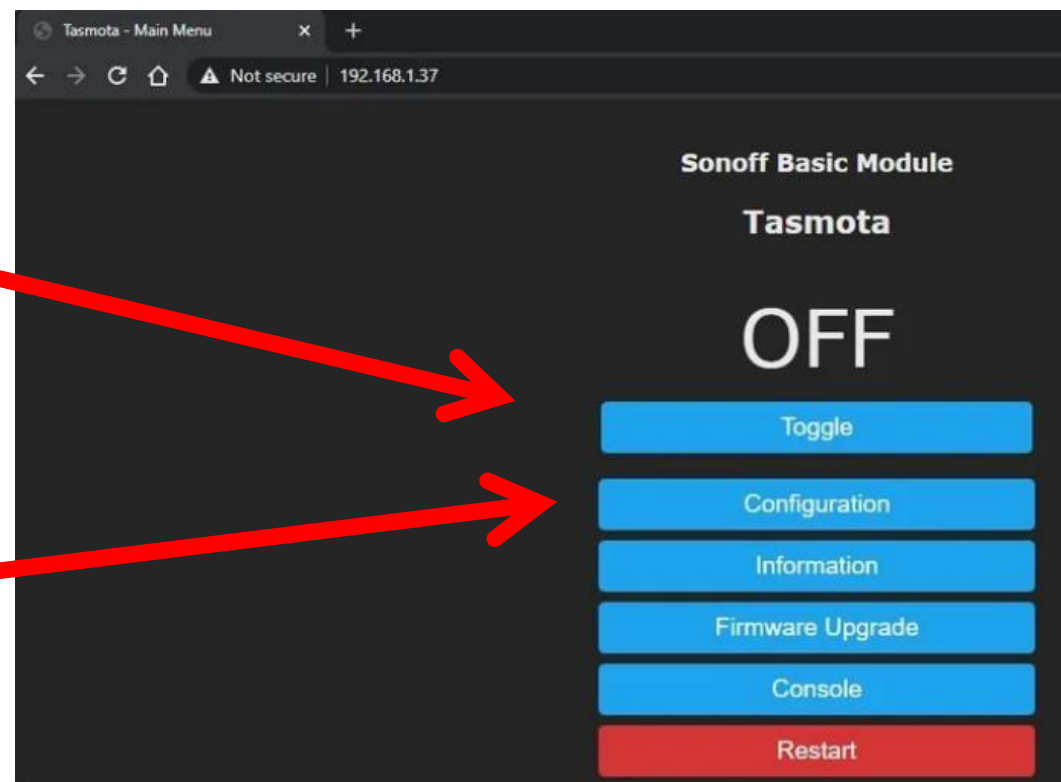 Tasmota - Main Menu
Not secure | 192.168.1.37
Sonoff Basic Module
Tasmota
OFF
Toggle
Configuration
Information
Firmware Upgrade
Console
Restart